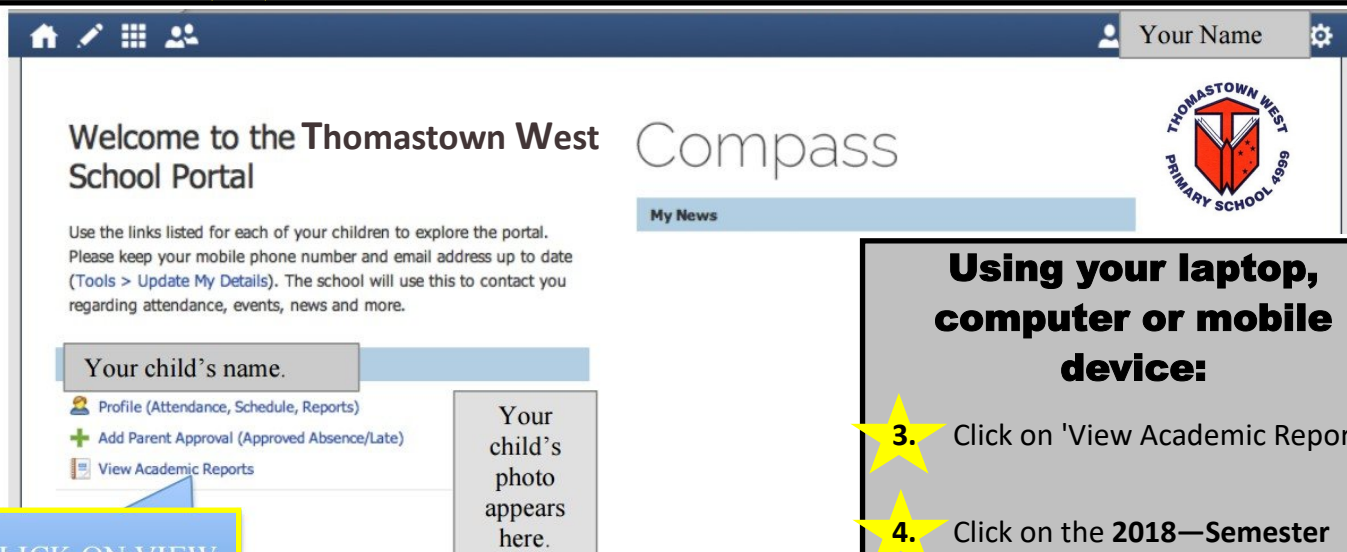 Your Name
THOMASTOWN WEST
PRIMARY SCHOOL 4999
Welcome to the Thomastown West
School Portal
Compass
My News
Use the links listed for each of your children to explore the portal.
Please keep your mobile phone number and email address up to date
(Tools > Update My Details). The school will use this to contact you
regarding attendance, events, news and more.
Your child's name.
Profile (Attendance, Schedule, Reports)
Add Parent Approval (Approved Absence/Late)
View Academic Reports
Your
child's
photo
appears
here.
CLICK ON VIEW
Using your laptop,
computer or mobile
device:
3. Click on 'View Academic Repor
4. Click on the 2018—Semester